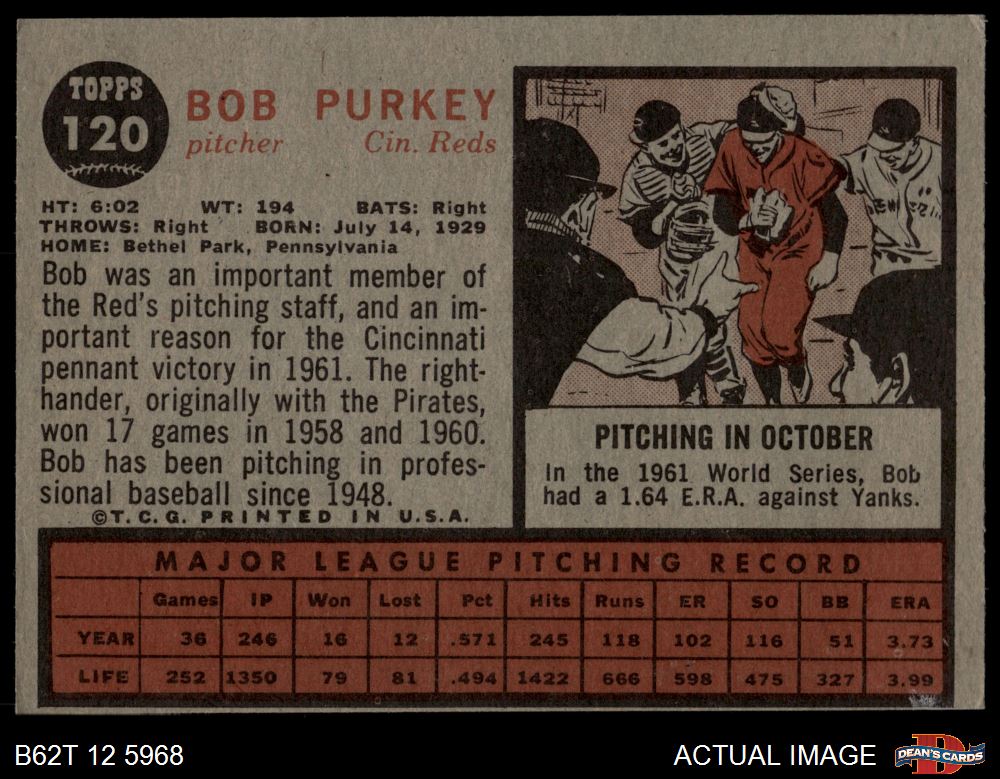 TOPPS
120
BOB PURKEY
pitcher Cin. Reds
HT: 6:02 WT: 194 BATS: Right
THROWS: Right BORN: July 14, 1929
HOME: Bethel Park, Pennsylvania
Bob was an important member of
the Red's pitching staff, and an im-
portant reason for the Cincinnati
pennant victory in 1961. The right-
hander, originally with the Pirates,
won 17 games in 1958 and 1960.
Bob has been pitching in profes-
sional baseball since 1948.
©T.C.G. PRINTED IN U.S.A.
PITCHING IN OCTOBER
In the 1961 World Series, Bob
had a 1.64 E.R.A. against Yanks.
MAJOR LEAGUE PITCHING RECORD
Games IP Won Lost Pct Hits Runs ER SO BB ERA
YEAR 36 246 16 12 .571 245 118 102 116 51 3.73
LIFE 252 1350 79 81 .494 1422 666 598 475 327 3.99
B62T 12 5968 ACTUAL IMAGE DEAN'S CARDS